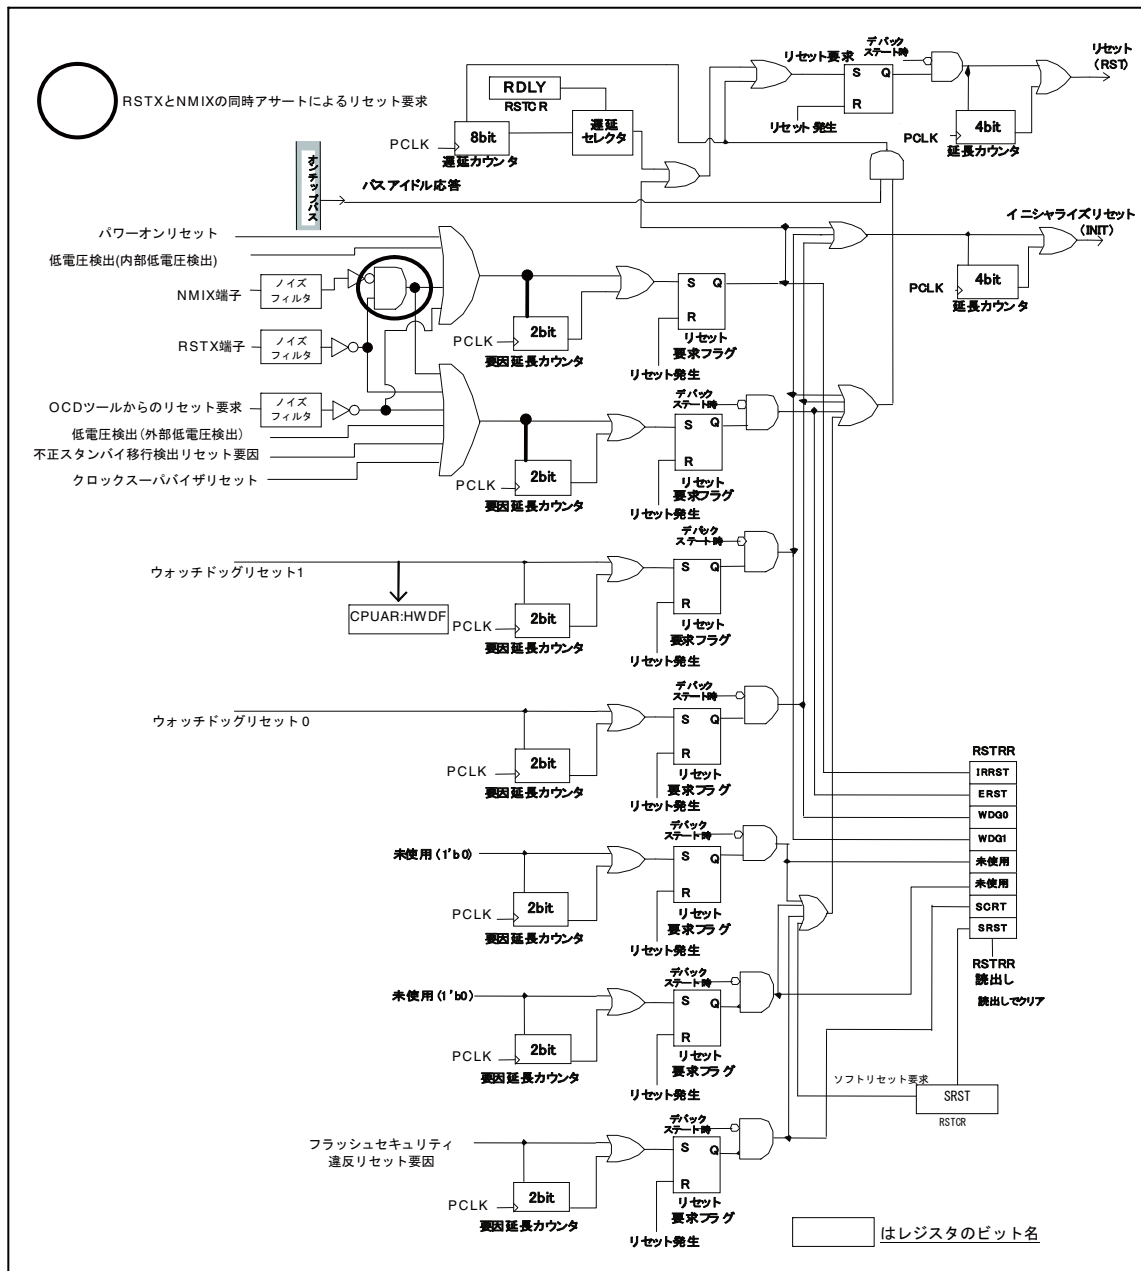 RSTXとNMIXの同時アサートによるリセット要求
RDLY
RSTCR
PCLK
8bit
遅延カウンタ
遅延
セレクタ
リセット要求
デバック
ステート時
S
Q
R
リセット発生
リセット
(RST)
PCLK
4bit
延長カウンタ
オンチップバス
バスアイドル応答
イニシャライズリセット
(INIT)
PCLK
4bit
延長カウンタ
パワーオンリセット
低電圧検出(内部低電圧検出)
NMIX端子
ノイズ
フィルタ
RSTX端子
ノイズ
フィルタ
OCDツールからのリセット要求
ノイズ
フィルタ
低電圧検出(外部低電圧検出)
不正スタンバイ移行検出リセット要因
クロックスーパバイザリセット
PCLK
2bit
要因延長カウンタ
S
Q
R
リセット
要求フラグ
リセット発生
デバック
ステート時
PCLK
2bit
要因延長カウンタ
S
Q
R
リセット
要求フラグ
リセット発生
ウォッチドッグリセット1
CPUAR:HWDF
デバック
ステート時
PCLK
2bit
要因延長カウンタ
S
Q
R
リセット
要求フラグ
リセット発生
ウォッチドッグリセット0
デバック
ステート時
PCLK
2bit
要因延長カウンタ
S
Q
R
リセット
要求フラグ
リセット発生
未使用(1'b0)
デバック
ステート時
PCLK
2bit
要因延長カウンタ
S
Q
R
リセット
要求フラグ
リセット発生
未使用(1'b0)
デバック
ステート時
PCLK
2bit
要因延長カウンタ
S
Q
R
リセット
要求フラグ
リセット発生
フラッシュセキュリティ
違反リセット要因
デバック
ステート時
PCLK
2bit
要因延長カウンタ
S
Q
R
リセット
要求フラグ
リセット発生
RSTRR
IRRST
ERST
WDG0
WDG1
未使用
未使用
SCRT
SRST
RSTRR
読出し
読出しでクリア
ソフトリセット要求
SRST
RSTCR
はレジスタのビット名